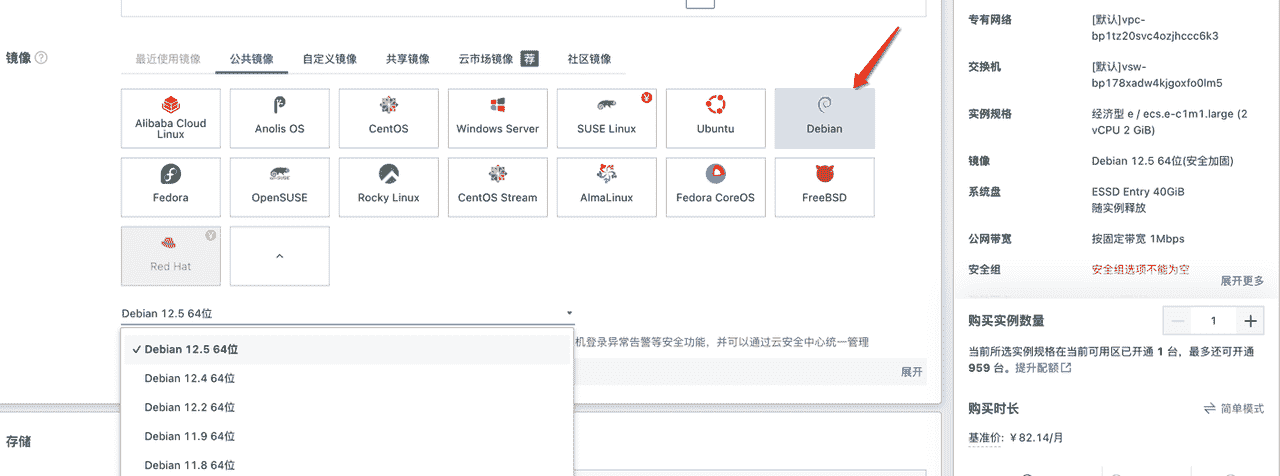 镜像
最近使用镜像 公共镜像 自定义镜像 共享镜像 云市场镜像 荐 社区镜像
Alibaba Cloud
Linux
Anolis OS
CentOS
Windows Server
SUSE Linux
Ubuntu
Debian
Fedora
OpenSUSE
Rocky Linux
CentOS Stream
AlmaLinux
Fedora CoreOS
FreeBSD
Red Hat
Debian 12.5 64位
Debian 12.5 64位
Debian 12.4 64位
Debian 12.2 64位
Debian 11.9 64位
Debian 11.8 64位
机登录异常告警等安全功能，并可以通过云安全中心统一管理
展开
存储
专有网络
[默认]vpc-
bp1tz20svc4ozjhccc6k3
交换机
[默认]vsw-
bp178xadw4kjgoxfo0lm5
实例规格
经济型 e / ecs.e-c1m1.large (2
vCPU 2 GiB)
镜像
Debian 12.5 64位(安全加固)
系统盘
ESSD Entry 40GiB
随实例释放
公网带宽
按固定带宽 1Mbps
安全组
安全组选项不能为空
展开更多
购买实例数量
1
当前所选实例规格在当前可用区已开通 1 台，最多还可开通
959 台。提升配额
购买时长
简单模式
基准价: ¥ 82.14/月